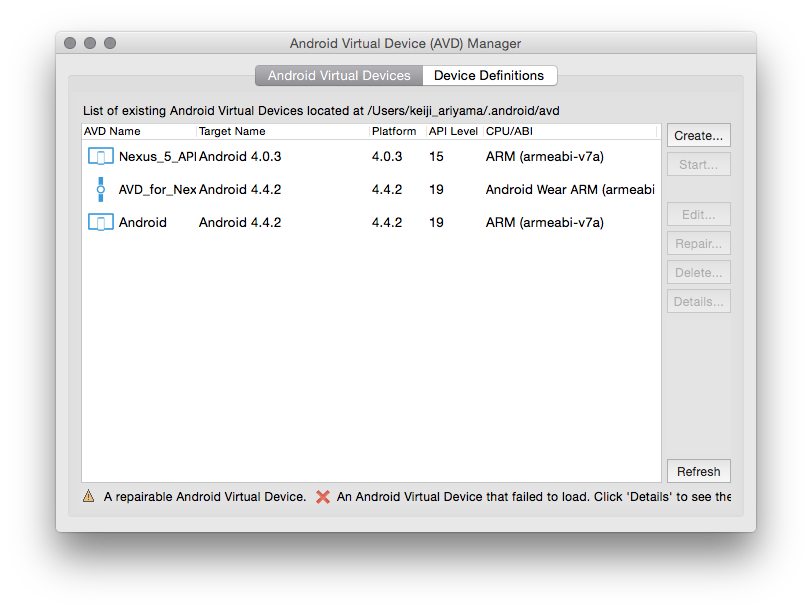 Android Virtual Device (AVD) Manager
Android Virtual Devices Device Definitions
List of existing Android Virtual Devices located at /Users/keiji_ariyama/.android/avd
AVD Name Target Name Platform API Level CPU/ABI
Nexus_5_API Android 4.0.3 4.0.3 15 ARM (armeabi-v7a)
AVD_for_Nex Android 4.4.2 4.4.2 19 Android Wear ARM (armeabi
Android Android 4.4.2 4.4.2 19 ARM (armeabi-v7a)
Create...
Start...
Edit...
Repair...
Delete...
Details...
Refresh
A repairable Android Virtual Device. An Android Virtual Device that failed to load. Click 'Details' to see the